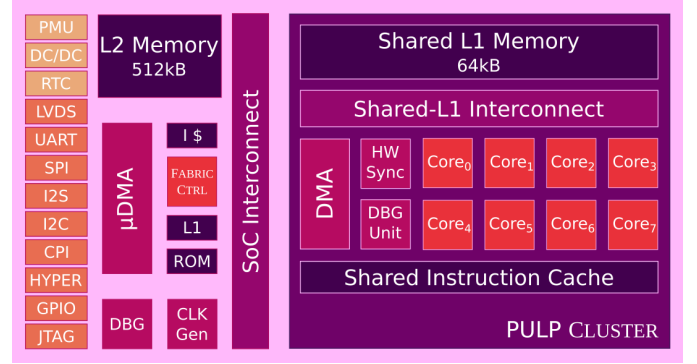 PMU
DC/DC
RTC
LVDS
UART
SPI
I2S
I2C
CPI
HYPER
GPIO
JTAG
L2 Memory
512kB
µDMA
I $
FABRIC
CTRL
L1
ROM
DBG
CLK
Gen
SoC Interconnect
Shared L1 Memory
64kB
Shared-L1 Interconnect
DMA
HW
Sync
Core₀
Core₁
Core₂
Core₃
DBG
Unit
Core₄
Core₅
Core₆
Core₇
Shared Instruction Cache
PULP CLUSTER